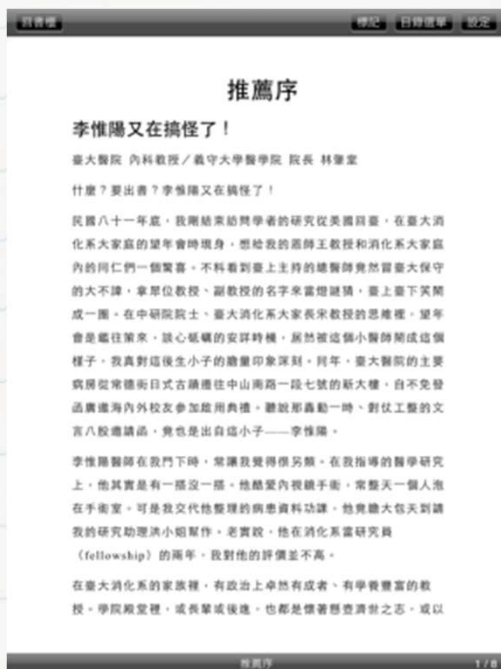 回書櫃 標記 目錄選單 設定
推薦序
李惟陽又在搞怪了！
臺大醫院 內科教授／義守大學醫學院 院長 林肇堂
什麼？要出書？李惟陽又在搞怪了！
民國八十一年底，我剛結束訪問學者的研究從美國回臺，在臺大消
化系大家庭的望年會時現身，想給我的恩師王教授和消化系大家庭
內的同仁們一個驚喜。不料看到臺上主持的總醫師竟然冒臺大保守
的大不諱，拿眾位教授、副教授的名字來當燈謎猜，臺上臺下笑鬧
成一團。在中研院院士、臺大消化系大家長宋教授的思維裡，望年
會是鑑往策來，談心砥礪的安詳時機，居然被這個小醫師鬧成這個
樣子，我真對這後生小子的膽量印象深刻。同年，臺大醫院的主要
病房從常德街日式古蹟遷往中山南路一段七號的新大樓，自不免發
函廣邀海內外校友參加啟用典禮。聽說那轟動一時、對仗工整的文
言八股邀請函，竟也是出自這小子——李惟陽。
李惟陽醫師在我門下時，常讓我覺得很另類。在我指導的醫學研究
上，他其實是有一搭沒一搭。他酷愛內視鏡手術，常整天一個人泡
在手術室。可是我交代他整理的病患資料功課，他竟膽大包天到請
我的研究助理洪小姐幫作。老實說，他在消化系當研究員
（fellowship）的兩年，我對他的評價並不高。
在臺大消化系的家族裡，有政治上卓然有成者、有學養豐富的教
授。學院殿堂裡，或長輩或後進，也都是懷著懸壺濟世之志，或以
推薦序 1 / 8